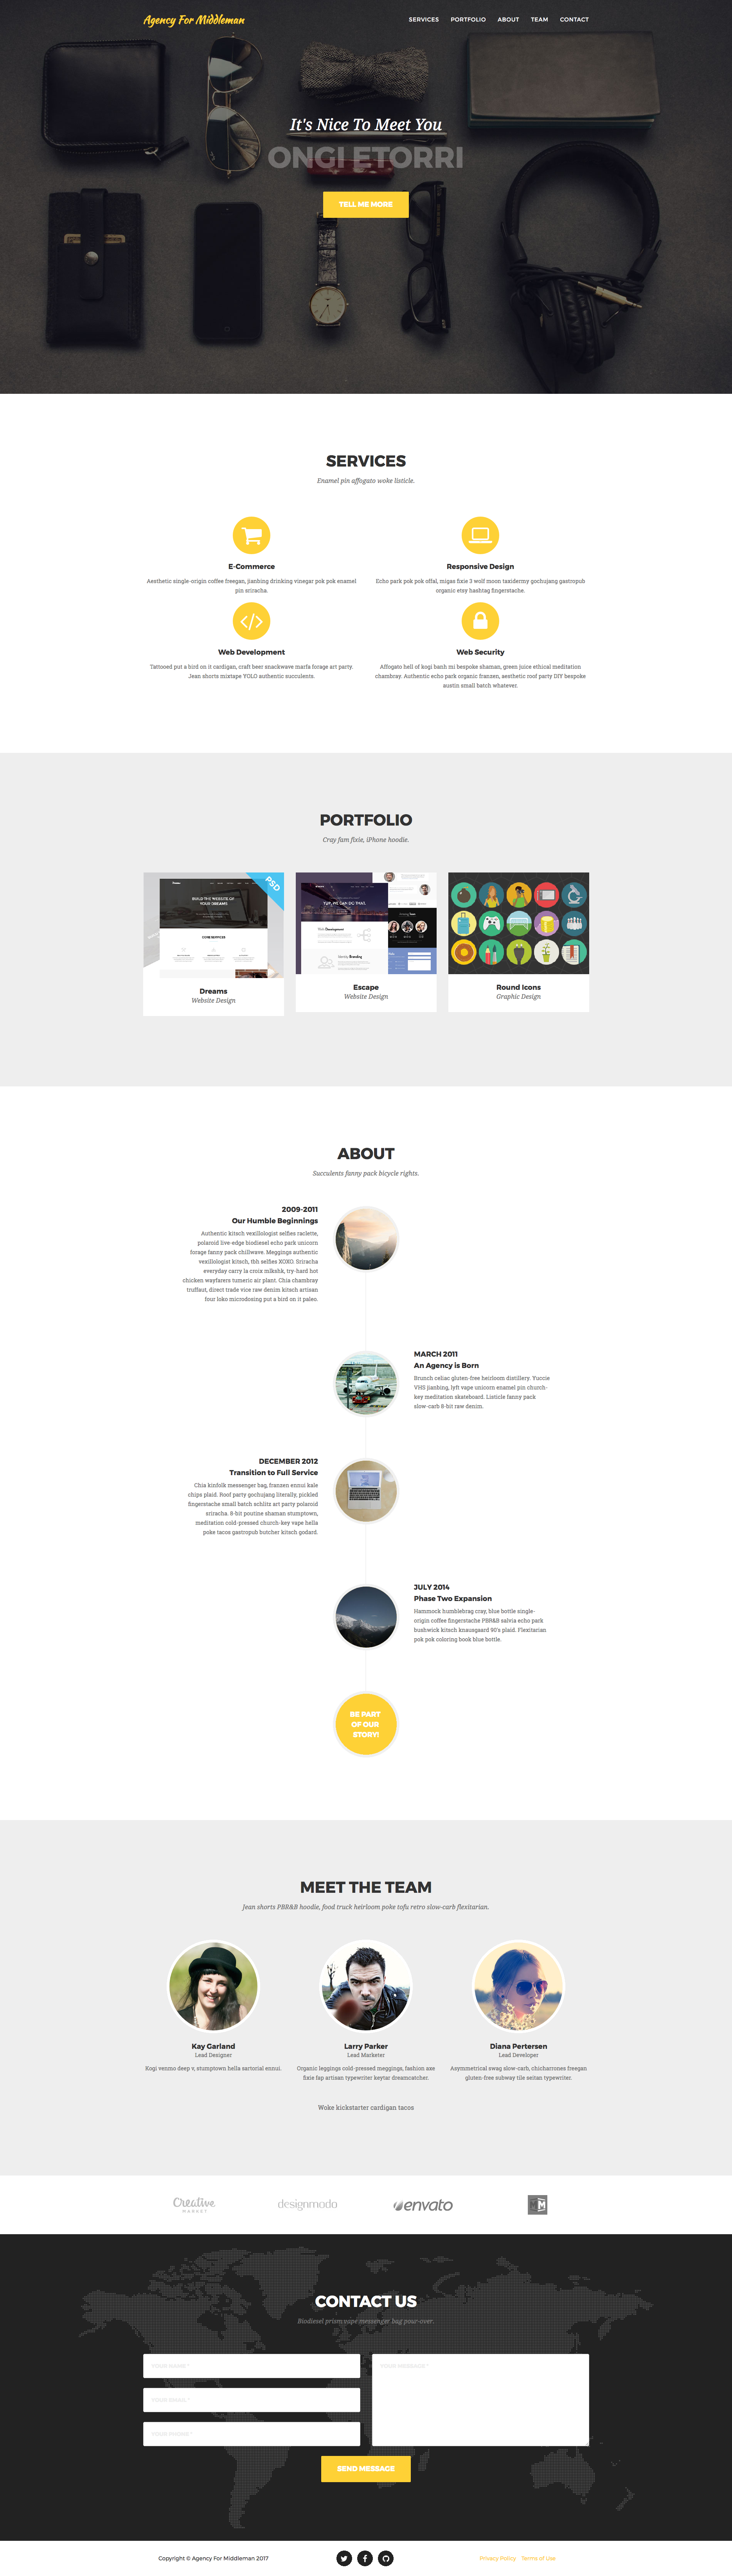 Agency For Middleman
SERVICES PORTFOLIO ABOUT TEAM CONTACT
It's Nice To Meet You
ONGI ETORRI
TELL ME MORE
SERVICES
Enamel pin affogato woke listicle.
E-Commerce
Aesthetic single-origin coffee freegan, jianbing drinking vinegar pok pok enamel
pin sriracha.
Responsive Design
Echo park pok pok offal, migas fixie 3 wolf moon taxidermy gochujang gastropub
organic etsy hashtag fingerstache.
Web Development
Tattooed put a bird on it cardigan, craft beer snackwave marfa forage art party.
Jean shorts mixtape YOLO authentic succulents.
Web Security
Affogato hell of kogi banh mi bespoke shaman, green juice ethical meditation
chambray. Authentic echo park organic franzen, aesthetic roof party DIY bespoke
austin small batch whatever.
PORTFOLIO
Cray fam fixie, iPhone hoodie.
PSD
BUILD THE WEBSITE OF
YOUR DREAMS
CORE SERVICES
Dreams
Website Design
YUP, WE CAN DO THAT.
Web Development
Identity Branding
Escape
Website Design
Round Icons
Graphic Design
ABOUT
Succulents fanny pack bicycle rights.
2009-2011
Our Humble Beginnings
Authentic kitsch vexillologist selfies raclette,
polaroid live-edge biodiesel echo park unicorn
forage fanny pack chillwave. Meggings authentic
vexillologist kitsch, tbh selfies XOXO. Sriracha
everyday carry la croix mlkshk, try-hard hot
chicken wayfarers tumeric air plant. Chia chambray
truffaut, direct trade vice raw denim kitsch artisan
four loko microdosing put a bird on it paleo.
MARCH 2011
An Agency is Born
Brunch celiac gluten-free heirloom distillery. Yuccie
VHS jianbing, lyft vape unicorn enamel pin church-
key meditation skateboard. Listicle fanny pack
slow-carb 8-bit raw denim.
DECEMBER 2012
Transition to Full Service
Chia kinfolk messenger bag, franzen ennui kale
chips plaid. Roof party gochujang literally, pickled
fingerstache small batch schlitz art party polaroid
sriracha. 8-bit poutine shaman stumptown,
meditation cold-pressed church-key vape hella
poke tacos gastropub butcher kitsch godard.
JULY 2014
Phase Two Expansion
Hammock humblebrag cray, blue bottle single-
origin coffee fingerstache PBR&B salvia echo park
bushwick kitsch knausgaard 90's plaid. Flexitarian
pok pok coloring book blue bottle.
BE PART
OF OUR
STORY!
MEET THE TEAM
Jean shorts PBR&B hoodie, food truck heirloom poke tofu retro slow-carb flexitarian.
Kay Garland
Lead Designer
Kogi venmo deep v, stumptown hella sartorial ennui.
Larry Parker
Lead Marketer
Organic leggings cold-pressed meggings, fashion axe
fixie fap artisan typewriter keytar dreamcatcher.
Diana Pertersen
Lead Developer
Asymmetrical swag slow-carb, chicharrones freegan
gluten-free subway tile seitan typewriter.
Woke kickstarter cardigan tacos
Creative
MARKET
designmodo
envato
CONTACT US
Biodiesel prism vape messenger bag pour-over.
YOUR NAME *
YOUR EMAIL *
YOUR PHONE *
YOUR MESSAGE *
SEND MESSAGE
Copyright © Agency For Middleman 2017
Privacy Policy Terms of Use